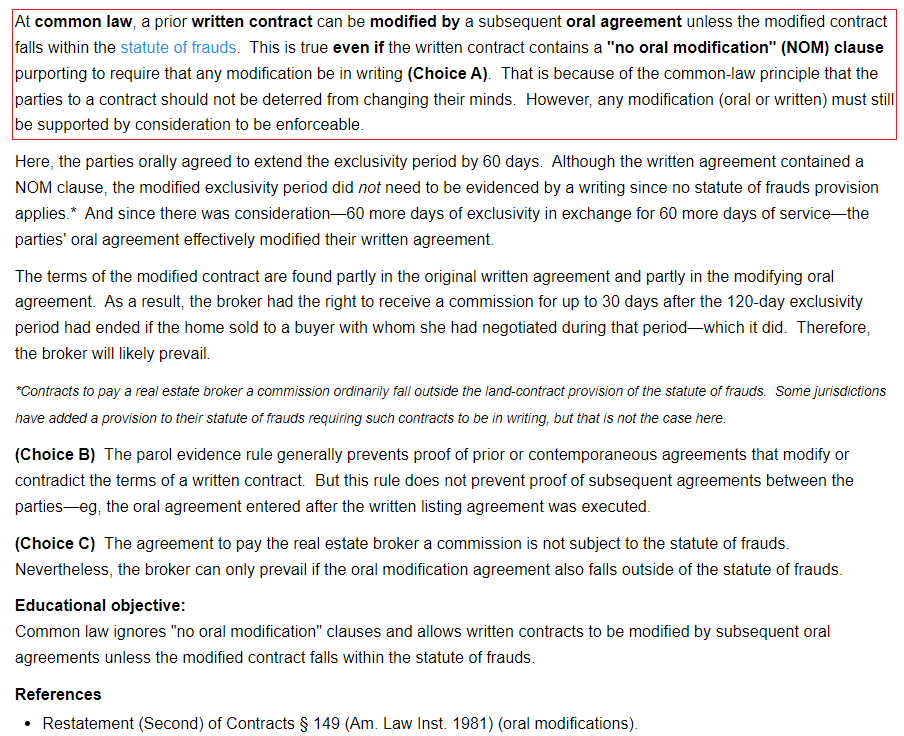 At common law, a prior written contract can be modified by a subsequent oral agreement unless the modified contract
falls within the statute of frauds. This is true even if the written contract contains a "no oral modification" (NOM) clause
purporting to require that any modification be in writing (Choice A). That is because of the common-law principle that the
parties to a contract should not be deterred from changing their minds. However, any modification (oral or written) must still
be supported by consideration to be enforceable.
Here, the parties orally agreed to extend the exclusivity period by 60 days. Although the written agreement contained a
NOM clause, the modified exclusivity period did not need to be evidenced by a writing since no statute of frauds provision
applies.* And since there was consideration—60 more days of exclusivity in exchange for 60 more days of service—the
parties' oral agreement effectively modified their written agreement.
The terms of the modified contract are found partly in the original written agreement and partly in the modifying oral
agreement. As a result, the broker had the right to receive a commission for up to 30 days after the 120-day exclusivity
period had ended if the home sold to a buyer with whom she had negotiated during that period—which it did. Therefore,
the broker will likely prevail.
*Contracts to pay a real estate broker a commission ordinarily fall outside the land-contract provision of the statute of frauds. Some jurisdictions
have added a provision to their statute of frauds requiring such contracts to be in writing, but that is not the case here.
(Choice B) The parol evidence rule generally prevents proof of prior or contemporaneous agreements that modify or
contradict the terms of a written contract. But this rule does not prevent proof of subsequent agreements between the
parties—eg, the oral agreement entered after the written listing agreement was executed.
(Choice C) The agreement to pay the real estate broker a commission is not subject to the statute of frauds.
Nevertheless, the broker can only prevail if the oral modification agreement also falls outside of the statute of frauds.
Educational objective:
Common law ignores "no oral modification" clauses and allows written contracts to be modified by subsequent oral
agreements unless the modified contract falls within the statute of frauds.
References
• Restatement (Second) of Contracts § 149 (Am. Law Inst. 1981) (oral modifications).